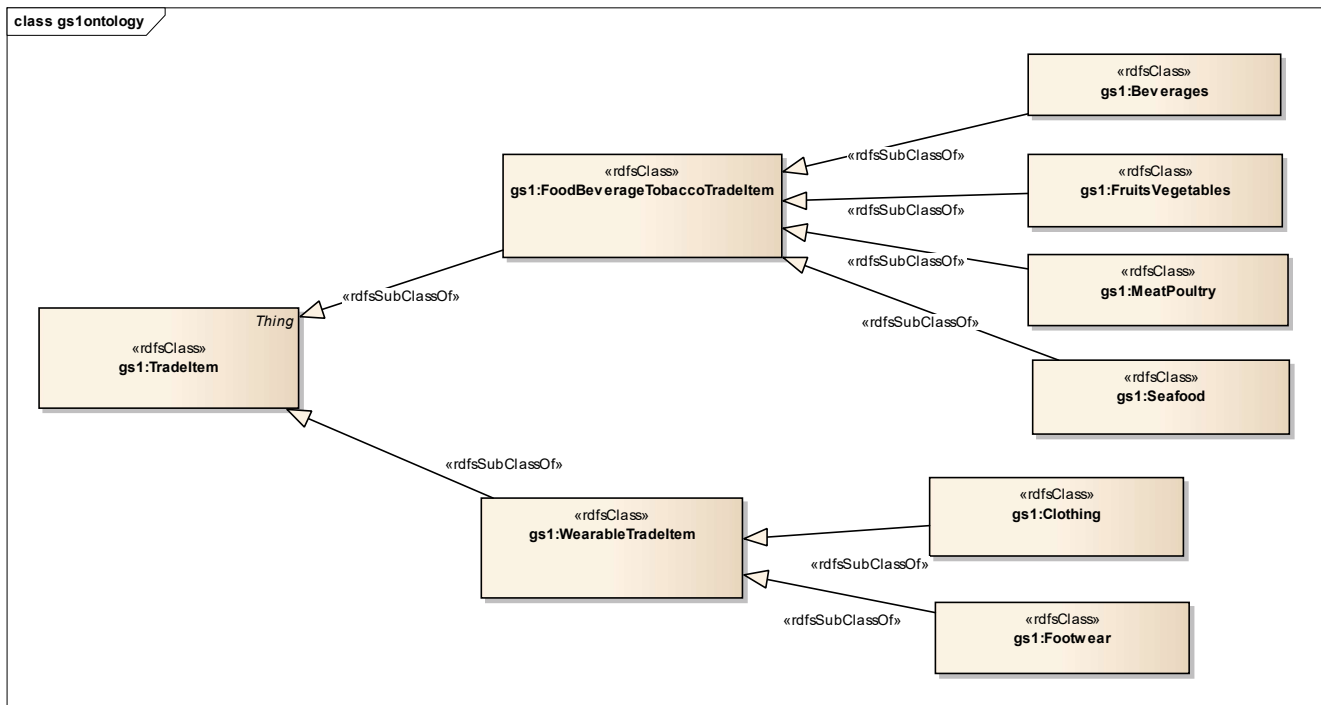 class gs1ontology
«rdfsClass»
gs1:Beverages
«rdfsSubClassOf»
«rdfsClass»
gs1:FoodBeverageTobaccoTradeItem
«rdfsClass»
gs1:FruitsVegetables
«rdfsSubClassOf»
«rdfsClass»
gs1:MeatPoultry
«rdfsSubClassOf»
«rdfsSubClassOf»
Thing
«rdfsClass»
gs1:TradeItem
«rdfsSubClassOf»
«rdfsClass»
gs1:Seafood
«rdfsSubClassOf»
«rdfsClass»
gs1:WearableTradeItem
«rdfsClass»
gs1:Clothing
«rdfsSubClassOf»
«rdfsSubClassOf»
«rdfsClass»
gs1:Footwear